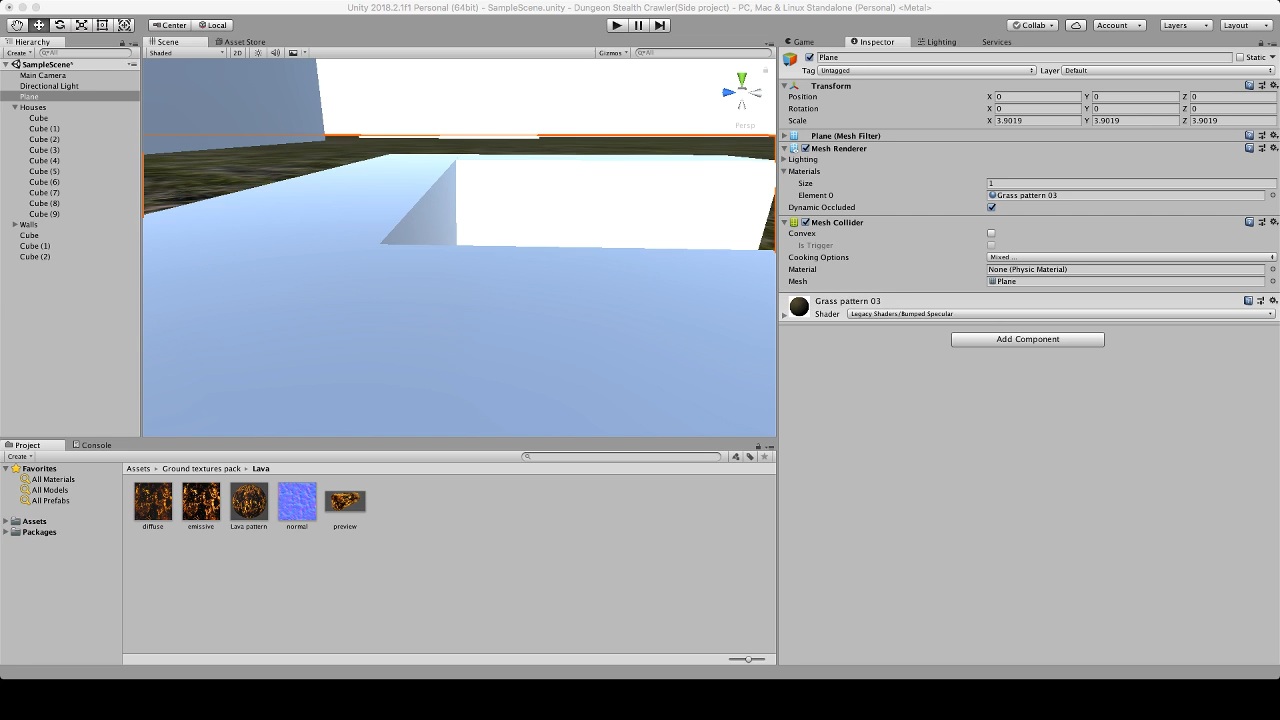 Unity 2018.2.1f1 Personal (64bit) - SampleScene.unity - Dungeon Stealth Crawler(Side project) - PC, Mac & Linux Standalone (Personal) <Metal>
Center Local Collab Account Layers Layout
Hierarchy
Create All
SampleScene*
Main Camera
Directional Light
Plane
Houses
Cube
Cube (1)
Cube (2)
Cube (3)
Cube (4)
Cube (5)
Cube (6)
Cube (7)
Cube (8)
Cube (9)
Walls
Cube
Cube (1)
Cube (2)
Scene Asset Store
Shaded 2D Gizmos All
Persp
Game Inspector Lighting Services
Plane Static
Tag Untagged Layer Default
Transform
Position X 0 Y 0 Z 0
Rotation X 0 Y 0 Z 0
Scale X 3.9019 Y 3.9019 Z 3.9019
Plane (Mesh Filter)
Mesh Renderer
Lighting
Materials
Size 1
Element 0 Grass pattern 03
Dynamic Occluded
Mesh Collider
Convex
Is Trigger
Cooking Options Mixed ...
Material None (Physic Material)
Mesh Plane
Grass pattern 03
Shader Legacy Shaders/Bumped Specular
Add Component
Project Console
Create
Favorites
All Materials
All Models
All Prefabs
Assets
Packages
Assets Ground textures pack Lava
diffuse emissive Lava pattern normal preview